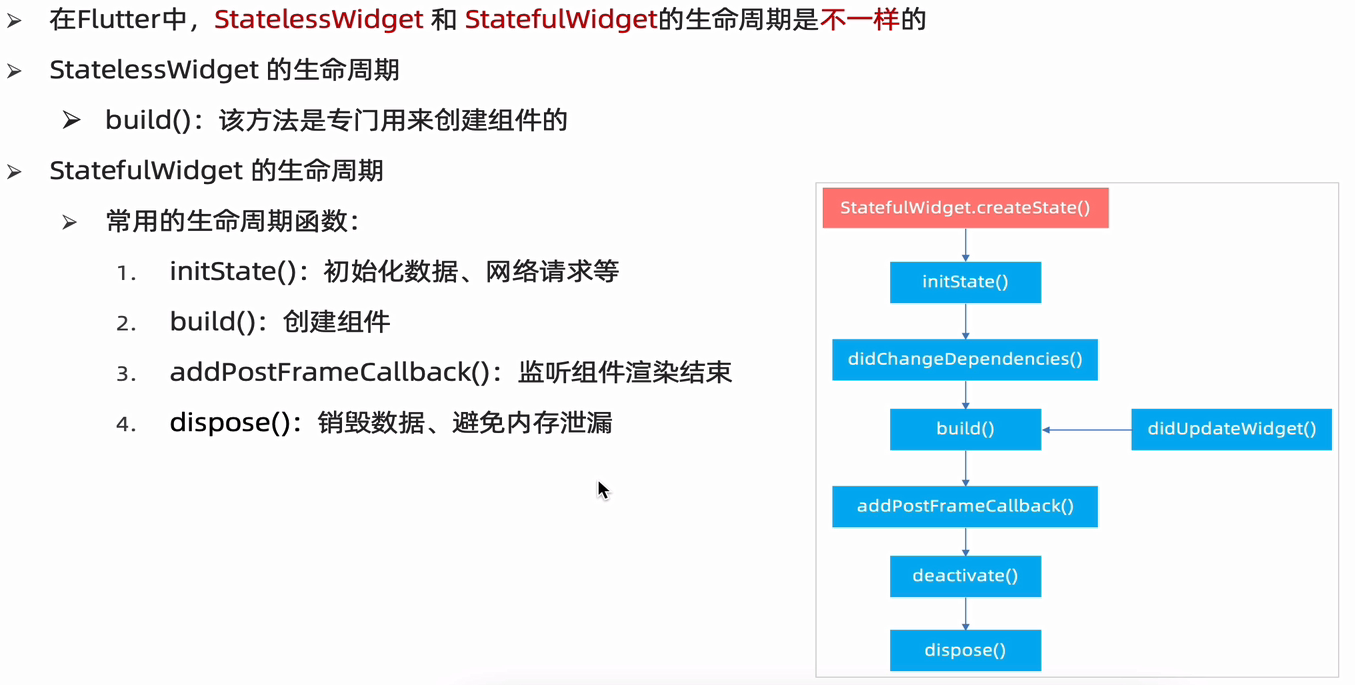 在Flutter中，StatelessWidget 和 StatefulWidget的生命周期是不一样的
StatelessWidget 的生命周期
build()：该方法是专门用来创建组件的
StatefulWidget 的生命周期
常用的生命周期函数：
1. initState()：初始化数据、网络请求等
2. build()：创建组件
3. addPostFrameCallback()：监听组件渲染结束
4. dispose()：销毁数据、避免内存泄漏
StatefulWidget.createState()
initState()
didChangeDependencies()
build()
didUpdateWidget()
addPostFrameCallback()
deactivate()
dispose()